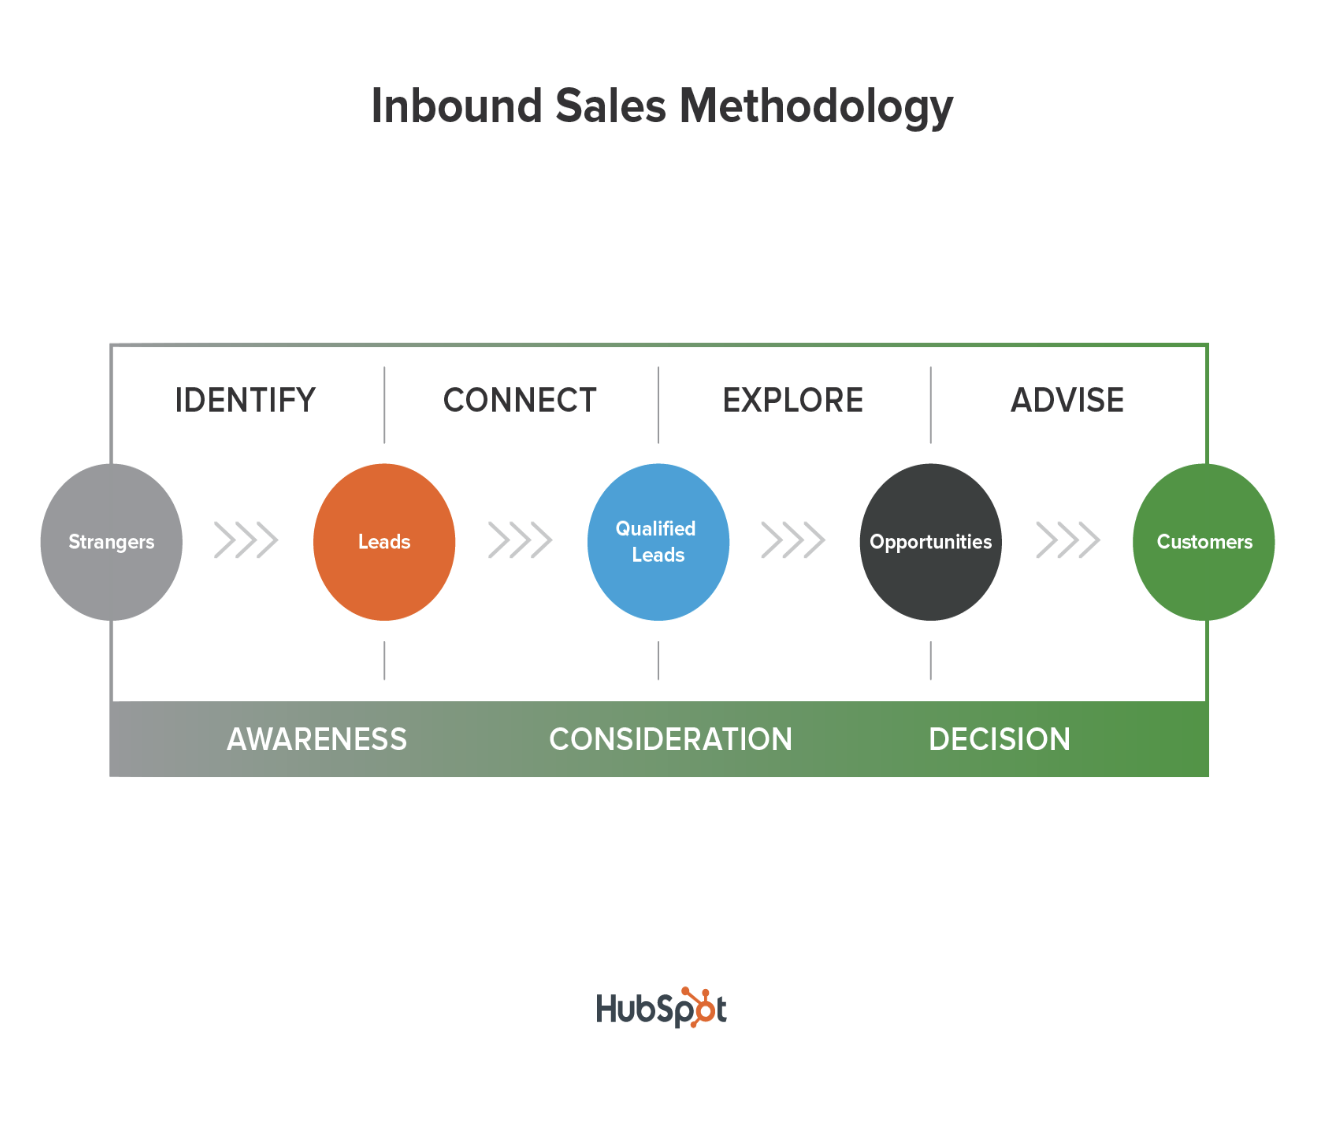 Inbound Sales Methodology
IDENTIFY
CONNECT
EXPLORE
ADVISE
Strangers
Leads
Qualified
Leads
Opportunities
Customers
AWARENESS
CONSIDERATION
DECISION
HubSpot